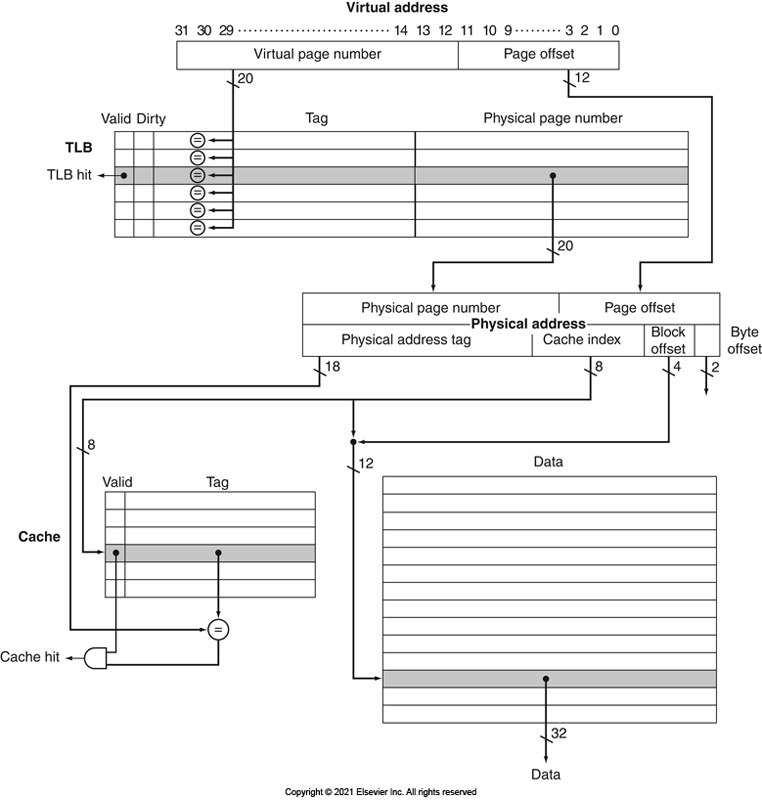 Virtual address
31 30 29 ··································· 14 13 12 11 10 9 ········· 3 2 1 0
Virtual page number Page offset
20 12
Valid Dirty Tag Physical page number
TLB
=
=
TLB hit =
=
=
=
20
Physical page number Page offset
Physical address
Physical address tag Cache index Block offset Byte offset
18 8 4 2
8
12
Data
Valid Tag
Cache
=
Cache hit
32
Data
Copyright © 2021 Elsevier Inc. All rights reserved